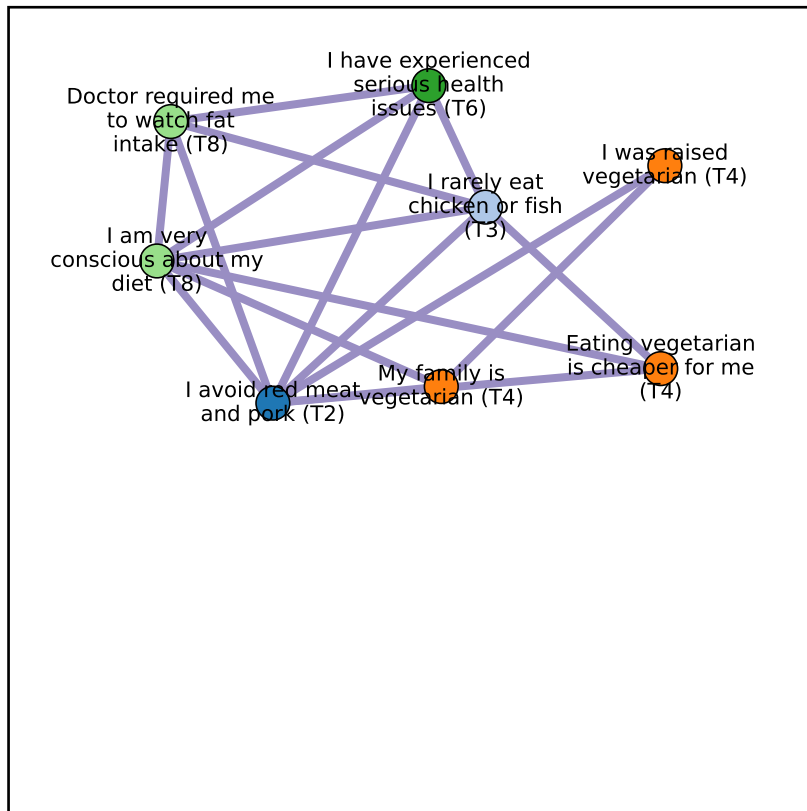 I have experienced
serious health
issues (T6)
Doctor required me
to watch fat
intake (T8)
I was raised
vegetarian (T4)
I rarely eat
chicken or fish
(T3)
I am very
conscious about my
diet (T8)
Eating vegetarian
is cheaper for me
(T4)
My family is
vegetarian (T4)
I avoid red meat
and pork (T2)